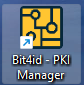 Bit4id - PKI
Manager